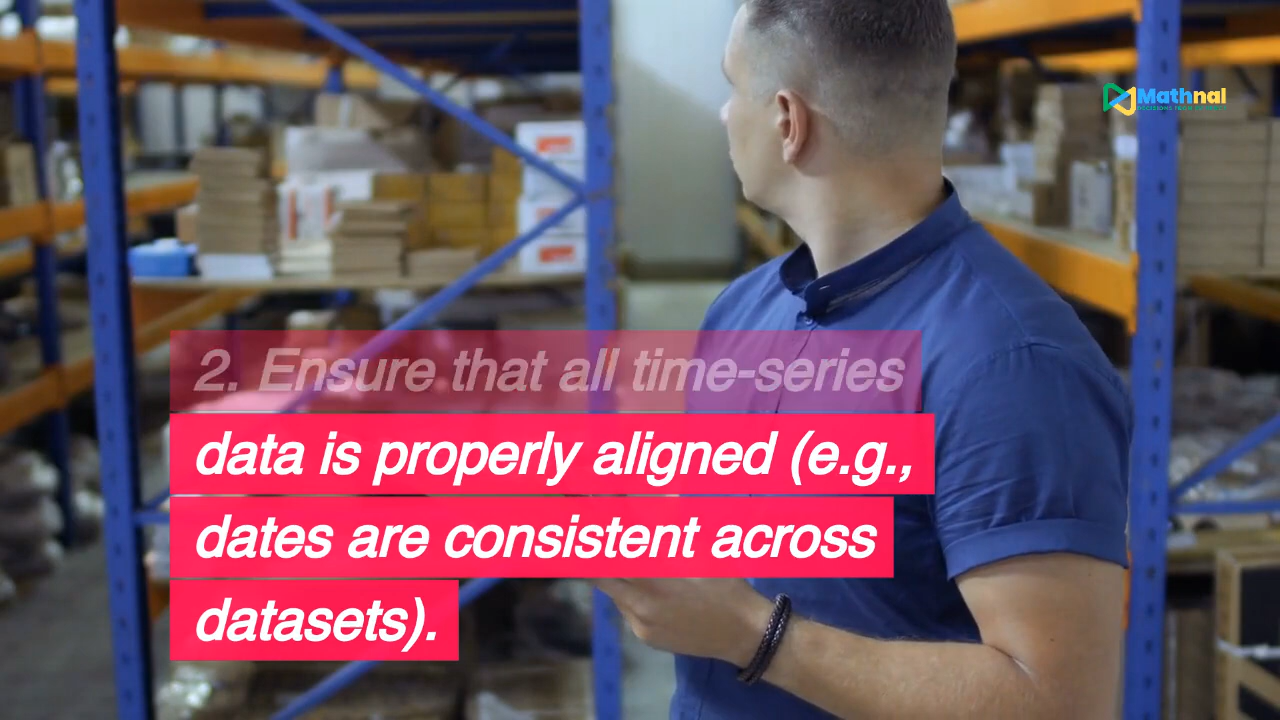 Mathnal
2. Ensure that all time-series
data is properly aligned (e.g.,
dates are consistent across
datasets).